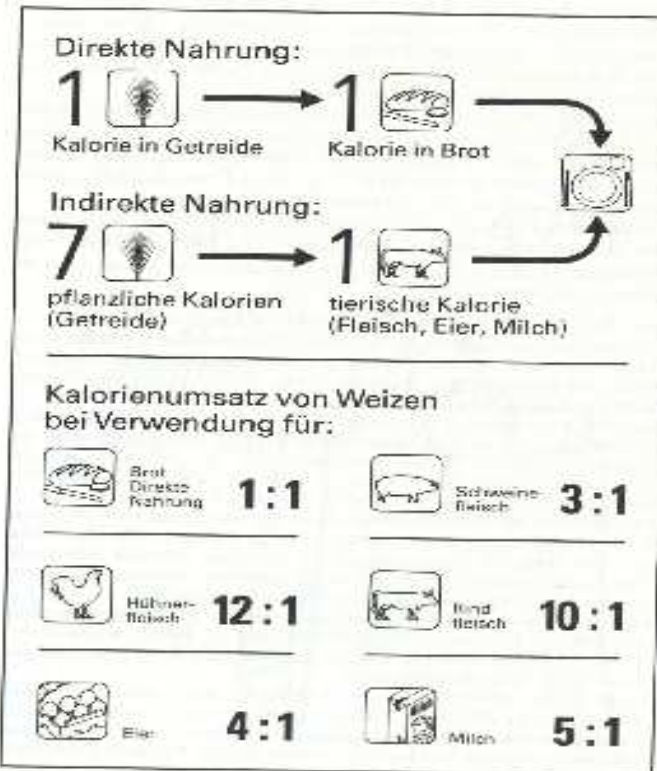 Direkte Nahrung:
1 1
Kalorie in Getreide Kalorie in Brot
Indirekte Nahrung:
7 1
pflanzliche Kalorien tierische Kalorie
(Getreide) (Fleisch, Eier, Milch)
Kalorienumsatz von Weizen
bei Verwendung für:
Brot
Direkte
Nahrung
1:1
Schweine-
fleisch
3:1
Hühner-
fleisch
12:1
Rind
fleisch
10:1
Eier
4:1
Milch
5:1